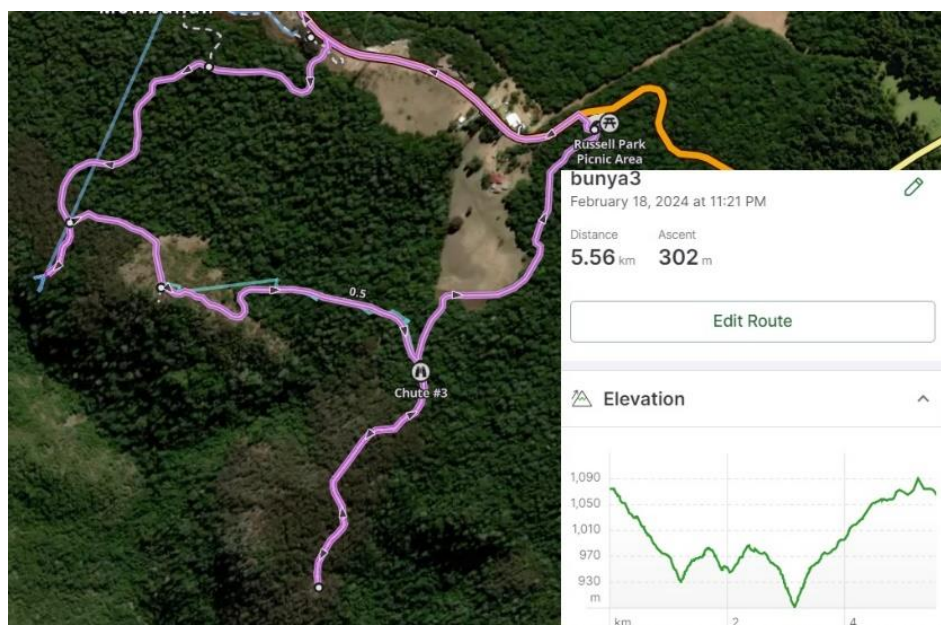 Mowbullan
0.5
Russell Park
Picnic Area
Chute #3
bunya3
February 18, 2024 at 11:21 PM
Distance Ascent
5.56 km 302 m
Edit Route
Elevation
1,090
1,050
1,010
970
930
m
km 2 4